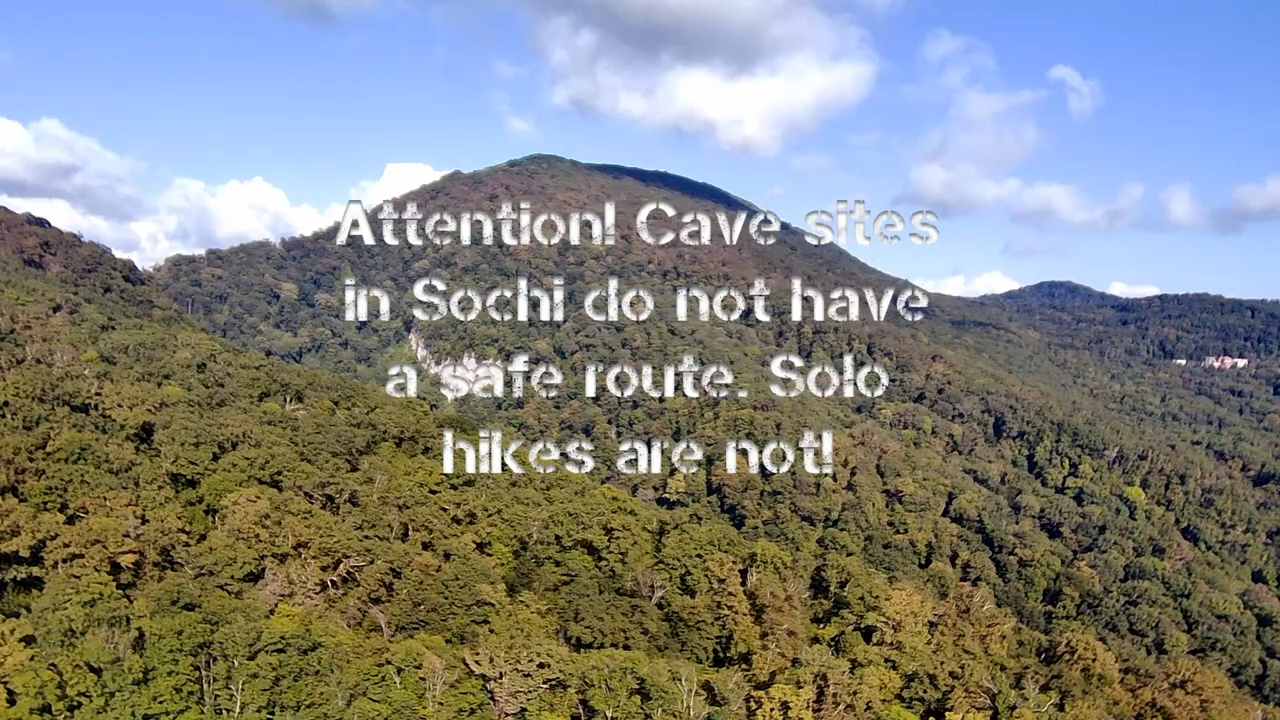 Attention! Cave sites
in Sochi do not have
a safe route. Solo
hikes are not!